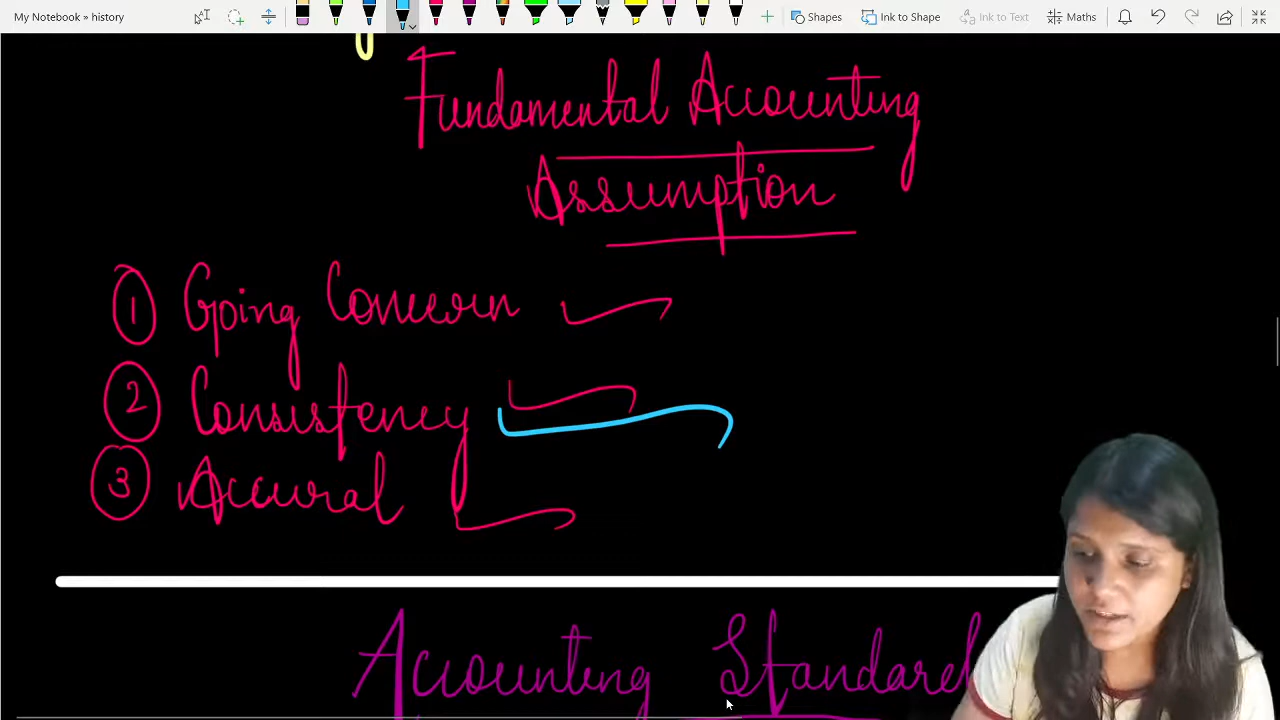 My Notebook » history
Shapes
Ink to Shape
Ink to Text
Maths
Fundamental Accounting
Assumption
1 Going Concern
2 Consistency
3 Accural
Accounting Standard